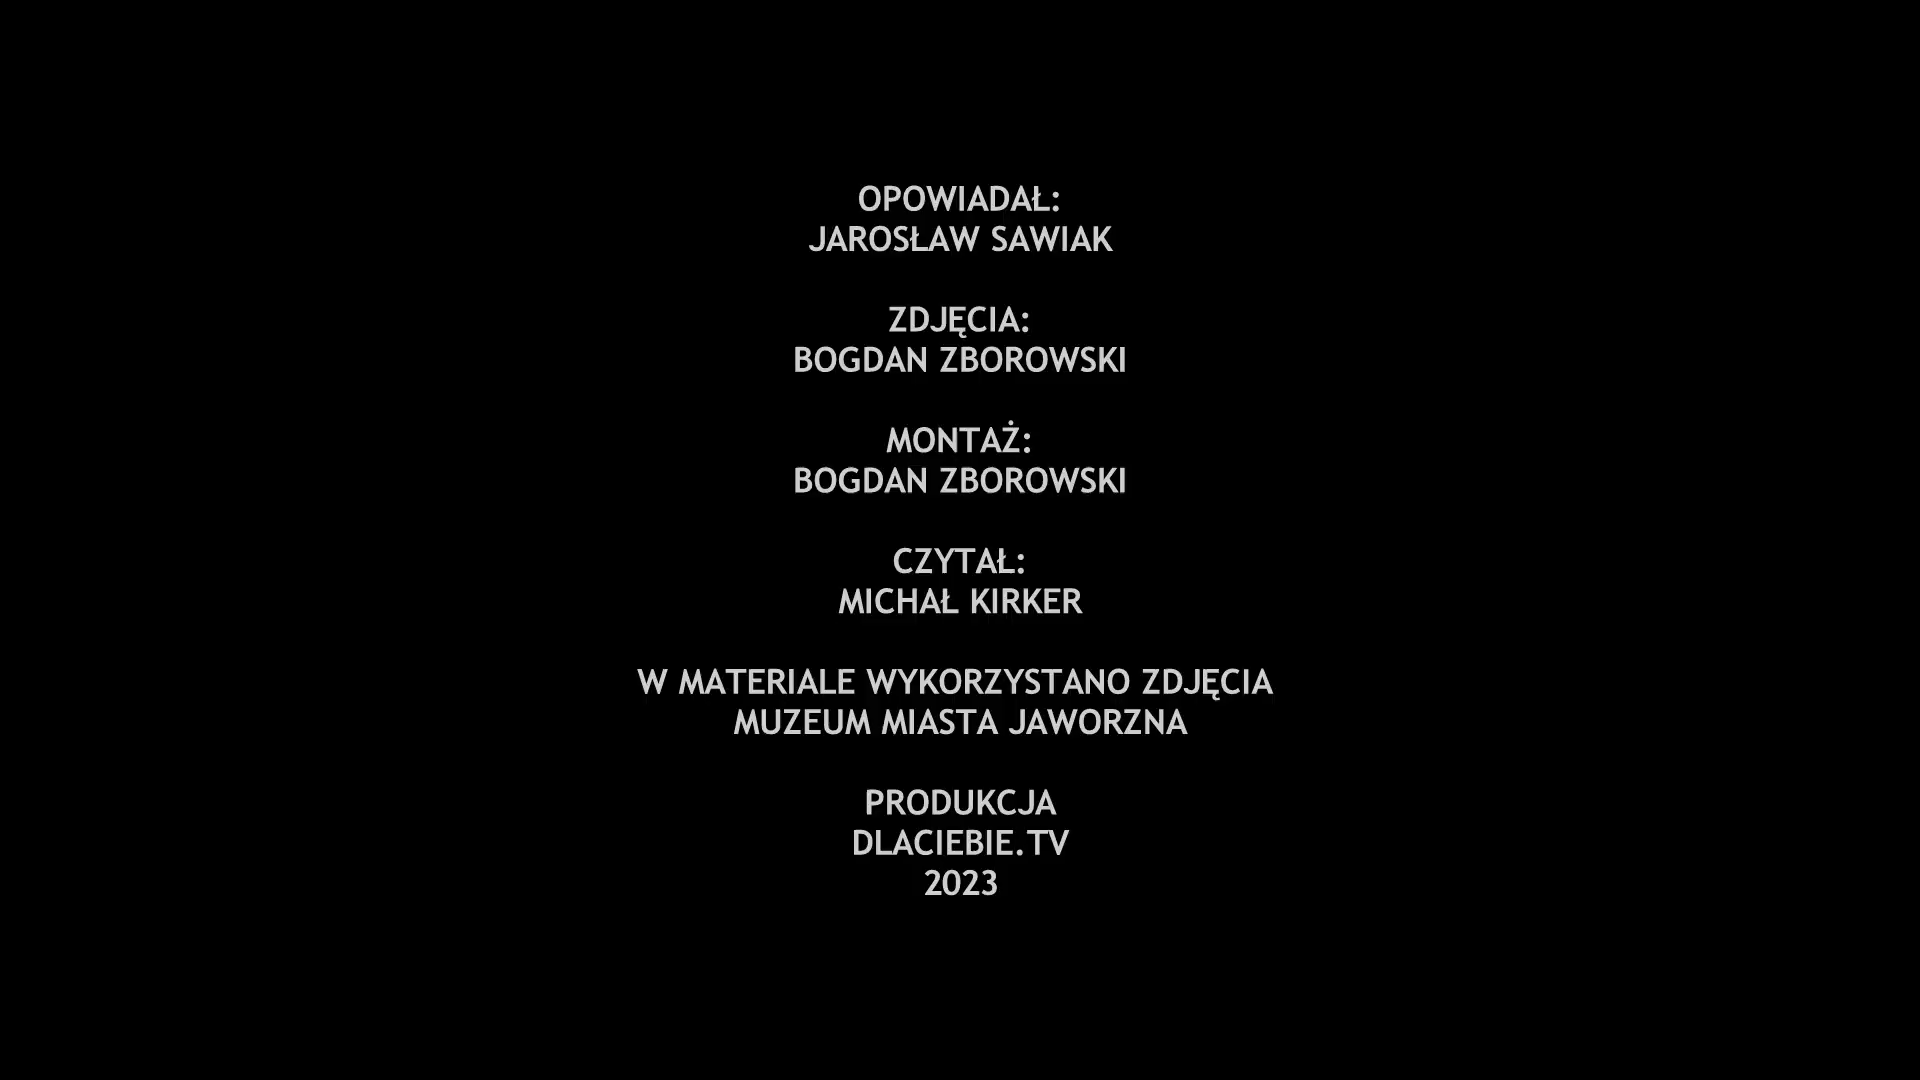 OPOWIADAŁ:
JAROSŁAW SAWIAK
ZDJĘCIA:
BOGDAN ZBOROWSKI
MONTAŻ:
BOGDAN ZBOROWSKI
CZYTAŁ:
MICHAŁ KIRKER
W MATERIALE WYKORZYSTANO ZDJĘCIA
MUZEUM MIASTA JAWORZNA
PRODUKCJA
DLACIEBIE.TV
2023